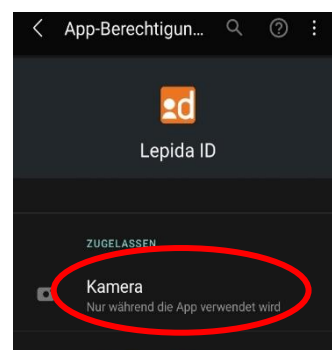 App-Berechtigun...
Lepida ID
ZUGELASSEN
Kamera
Nur während die App verwendet wird